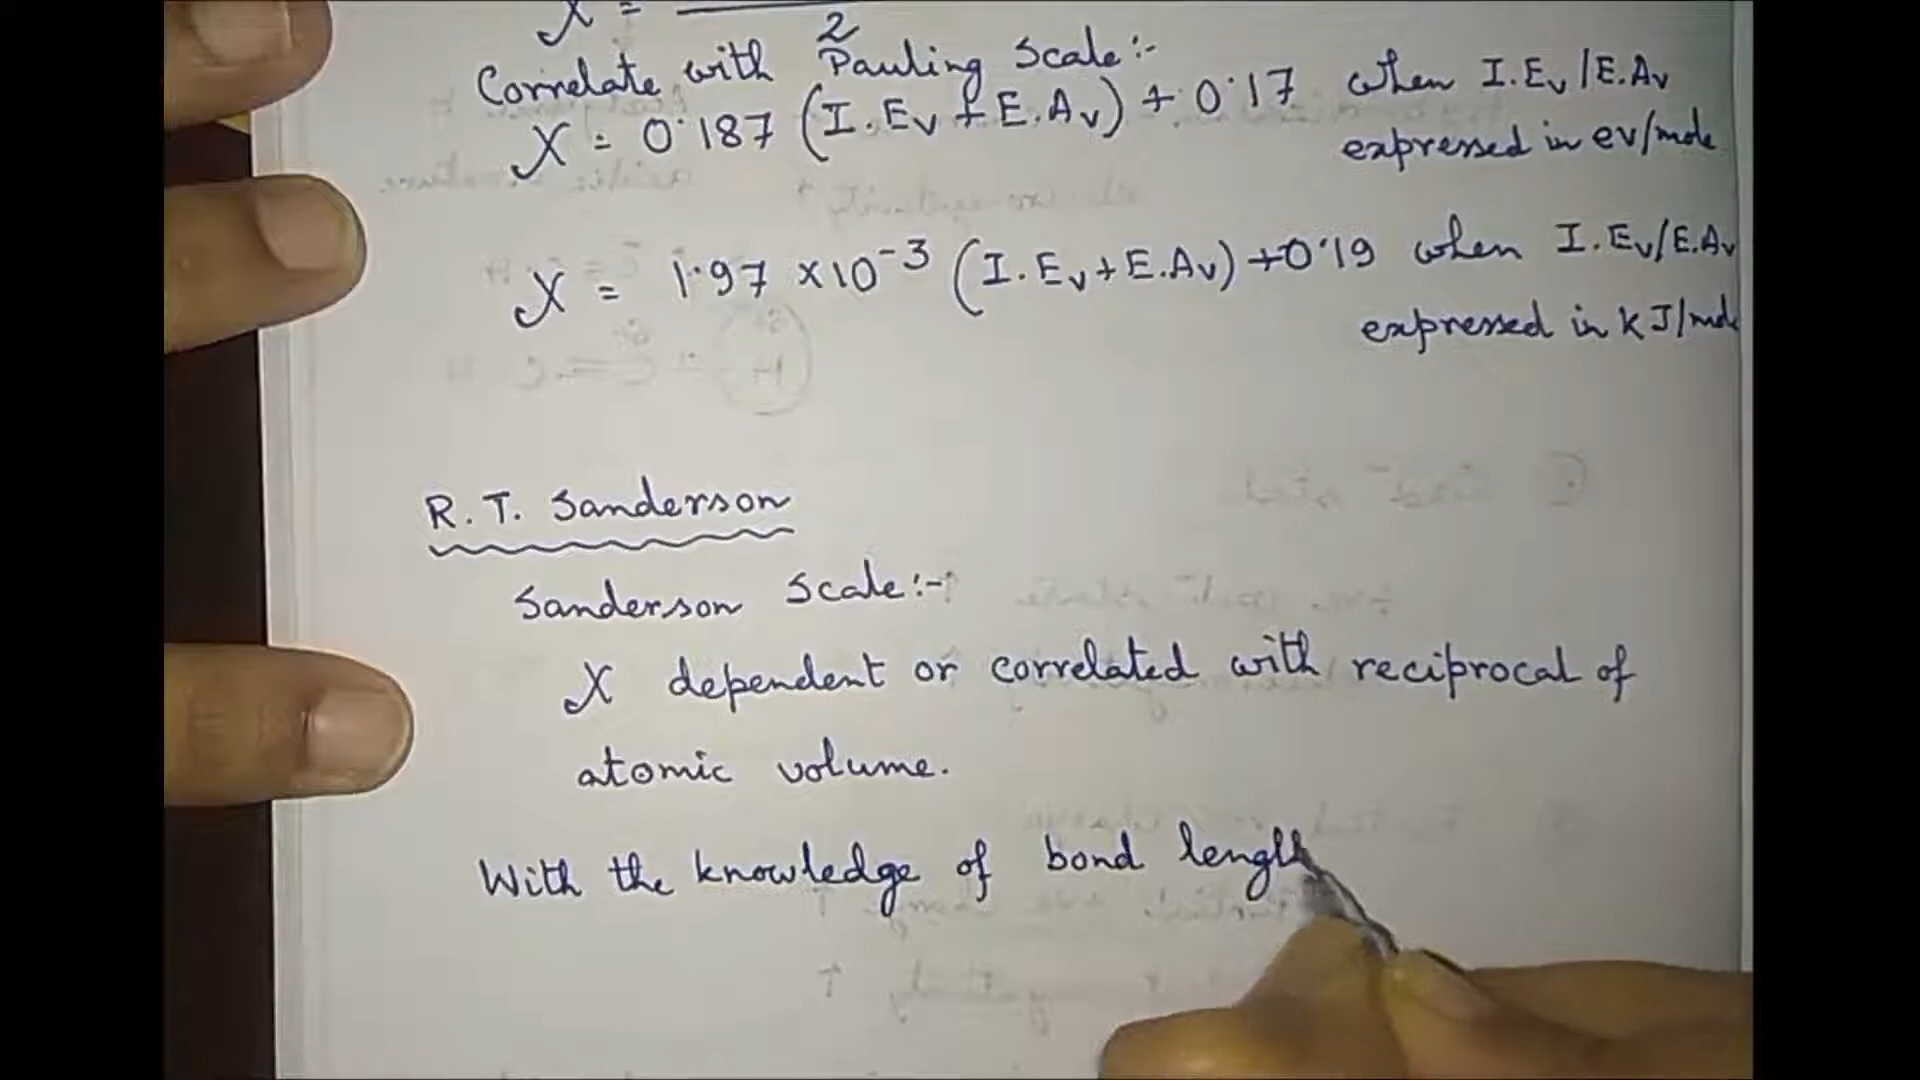 X =
2
Correlate with Pauling Scale:-
X = 0.187 (I.Ev + E.Av) + 0.17 when I.Ev/E.Av
expressed in ev/mole
X = 1.97 x10-3 (I.Ev + E.Av) + 0.19 when I.Ev/E.Av
expressed in kJ/mole
R.T. Sanderson
Sanderson Scale:-
X dependent or correlated with reciprocal of
atomic volume.
With the knowledge of bond length